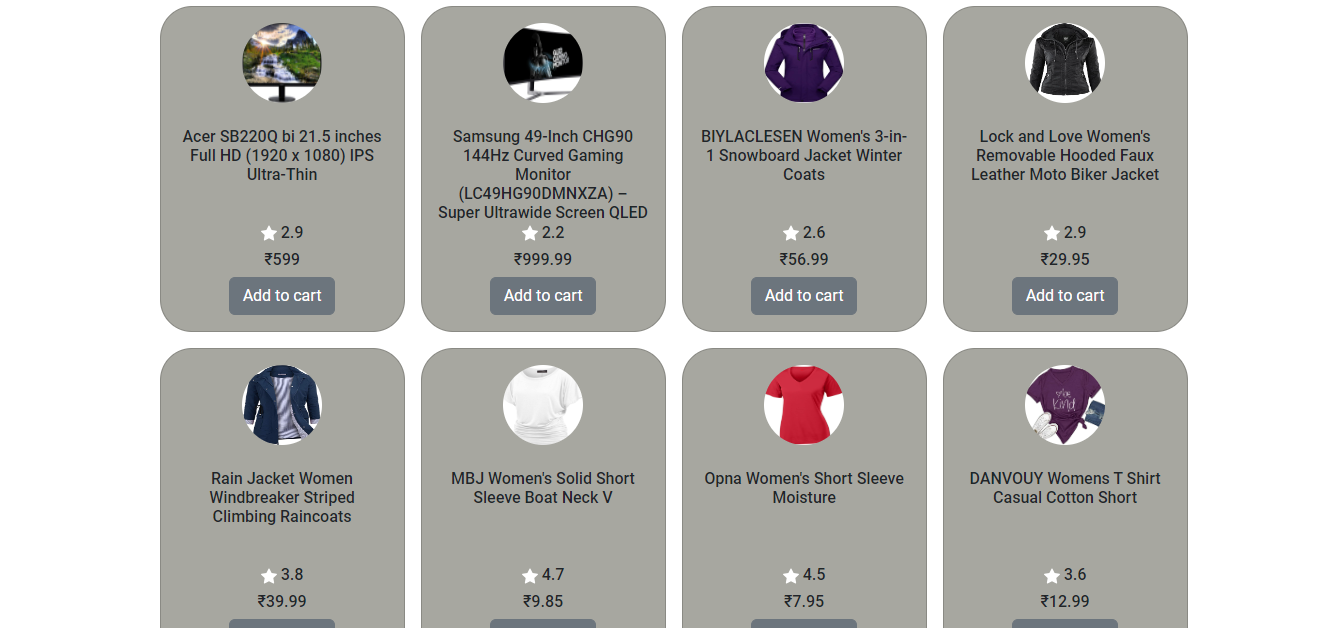 Acer SB220Q bi 21.5 inches
Full HD (1920 x 1080) IPS
Ultra-Thin
2.9
₹599
Add to cart
Samsung 49-Inch CHG90
144Hz Curved Gaming
Monitor
(LC49HG90DMNXZA) –
Super Ultrawide Screen QLED
2.2
₹999.99
Add to cart
BIYLACLESEN Women's 3-in-
1 Snowboard Jacket Winter
Coats
2.6
₹56.99
Add to cart
Lock and Love Women's
Removable Hooded Faux
Leather Moto Biker Jacket
2.9
₹29.95
Add to cart
Rain Jacket Women
Windbreaker Striped
Climbing Raincoats
3.8
₹39.99
MBJ Women's Solid Short
Sleeve Boat Neck V
4.7
₹9.85
Opna Women's Short Sleeve
Moisture
4.5
₹7.95
DANVOUY Womens T Shirt
Casual Cotton Short
3.6
₹12.99